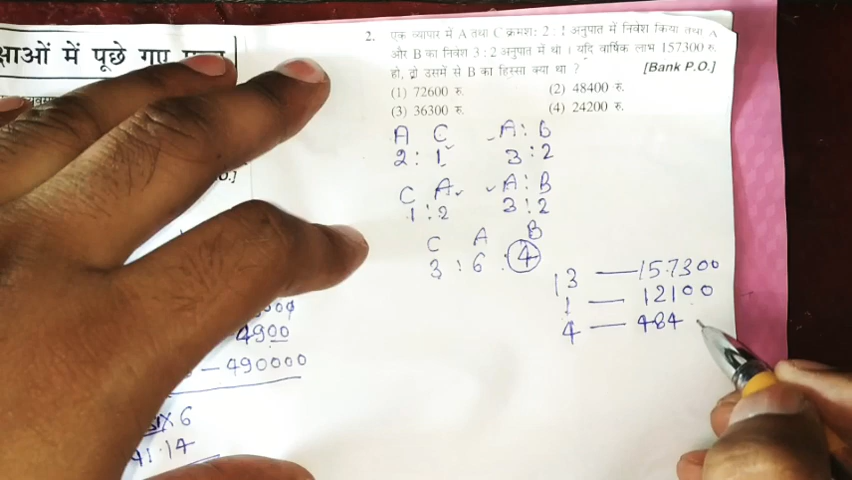 क्षाओं में पूछे गए
2. एक व्यापार में A तथा C क्रमश: 2 : 1 अनुपात में निवेश किया तथा A
और B का निवेश 3 : 2 अनुपात में था । यदि वार्षिक लाभ 157300 रु.
हो, तो उसमें से B का हिस्सा क्या था ? [Bank P.O.]
(1) 72600 रु. (2) 48400 रु.
(3) 36300 रु. (4) 24200 रु.
A C A : B
2 : 1 3 : 2
C A A : B
1 : 2 3 : 2
C A B
3 : 6 : 4
13 — 157300
1 — 12100
4 — 484
4900
— 490000
x 6
41.14